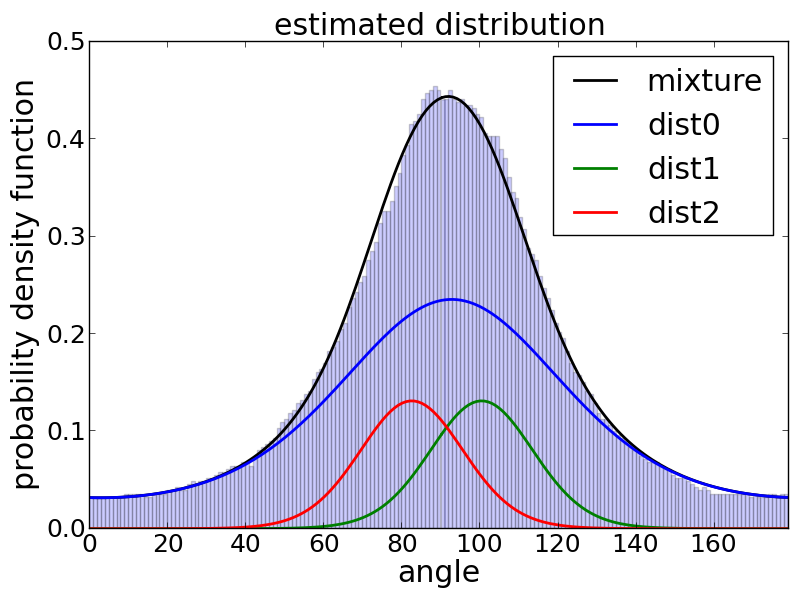 estimated distribution
probability density function
0.5
0.4
0.3
0.2
0.1
0.0
mixture
dist0
dist1
dist2
0 20 40 60 80 100 120 140 160
angle